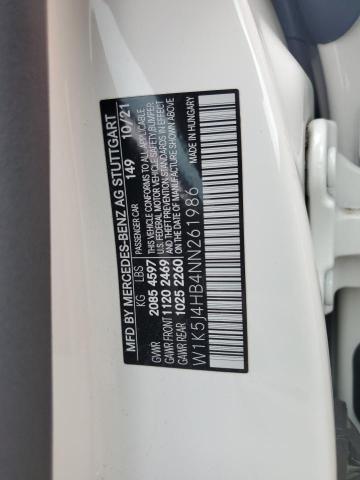 MFD BY MERCEDES-BENZ AG STUTTGART
PASSENGER CAR 149 10/21
KG LBS
GVWR 2085 4597
GAWR FRONT 1120 2469
GAWR REAR 1025 2260
THIS VEHICLE CONFORMS TO ALL APPLICABLE
FEDERAL MOTOR VEHICLE SAFETY, BUMPER,
AND THEFT PREVENTION STANDARDS IN EFFECT
ON THE DATE OF MANUFACTURE SHOWN ABOVE
W1K5J4HB4NN261986
MADE IN HUNGARY